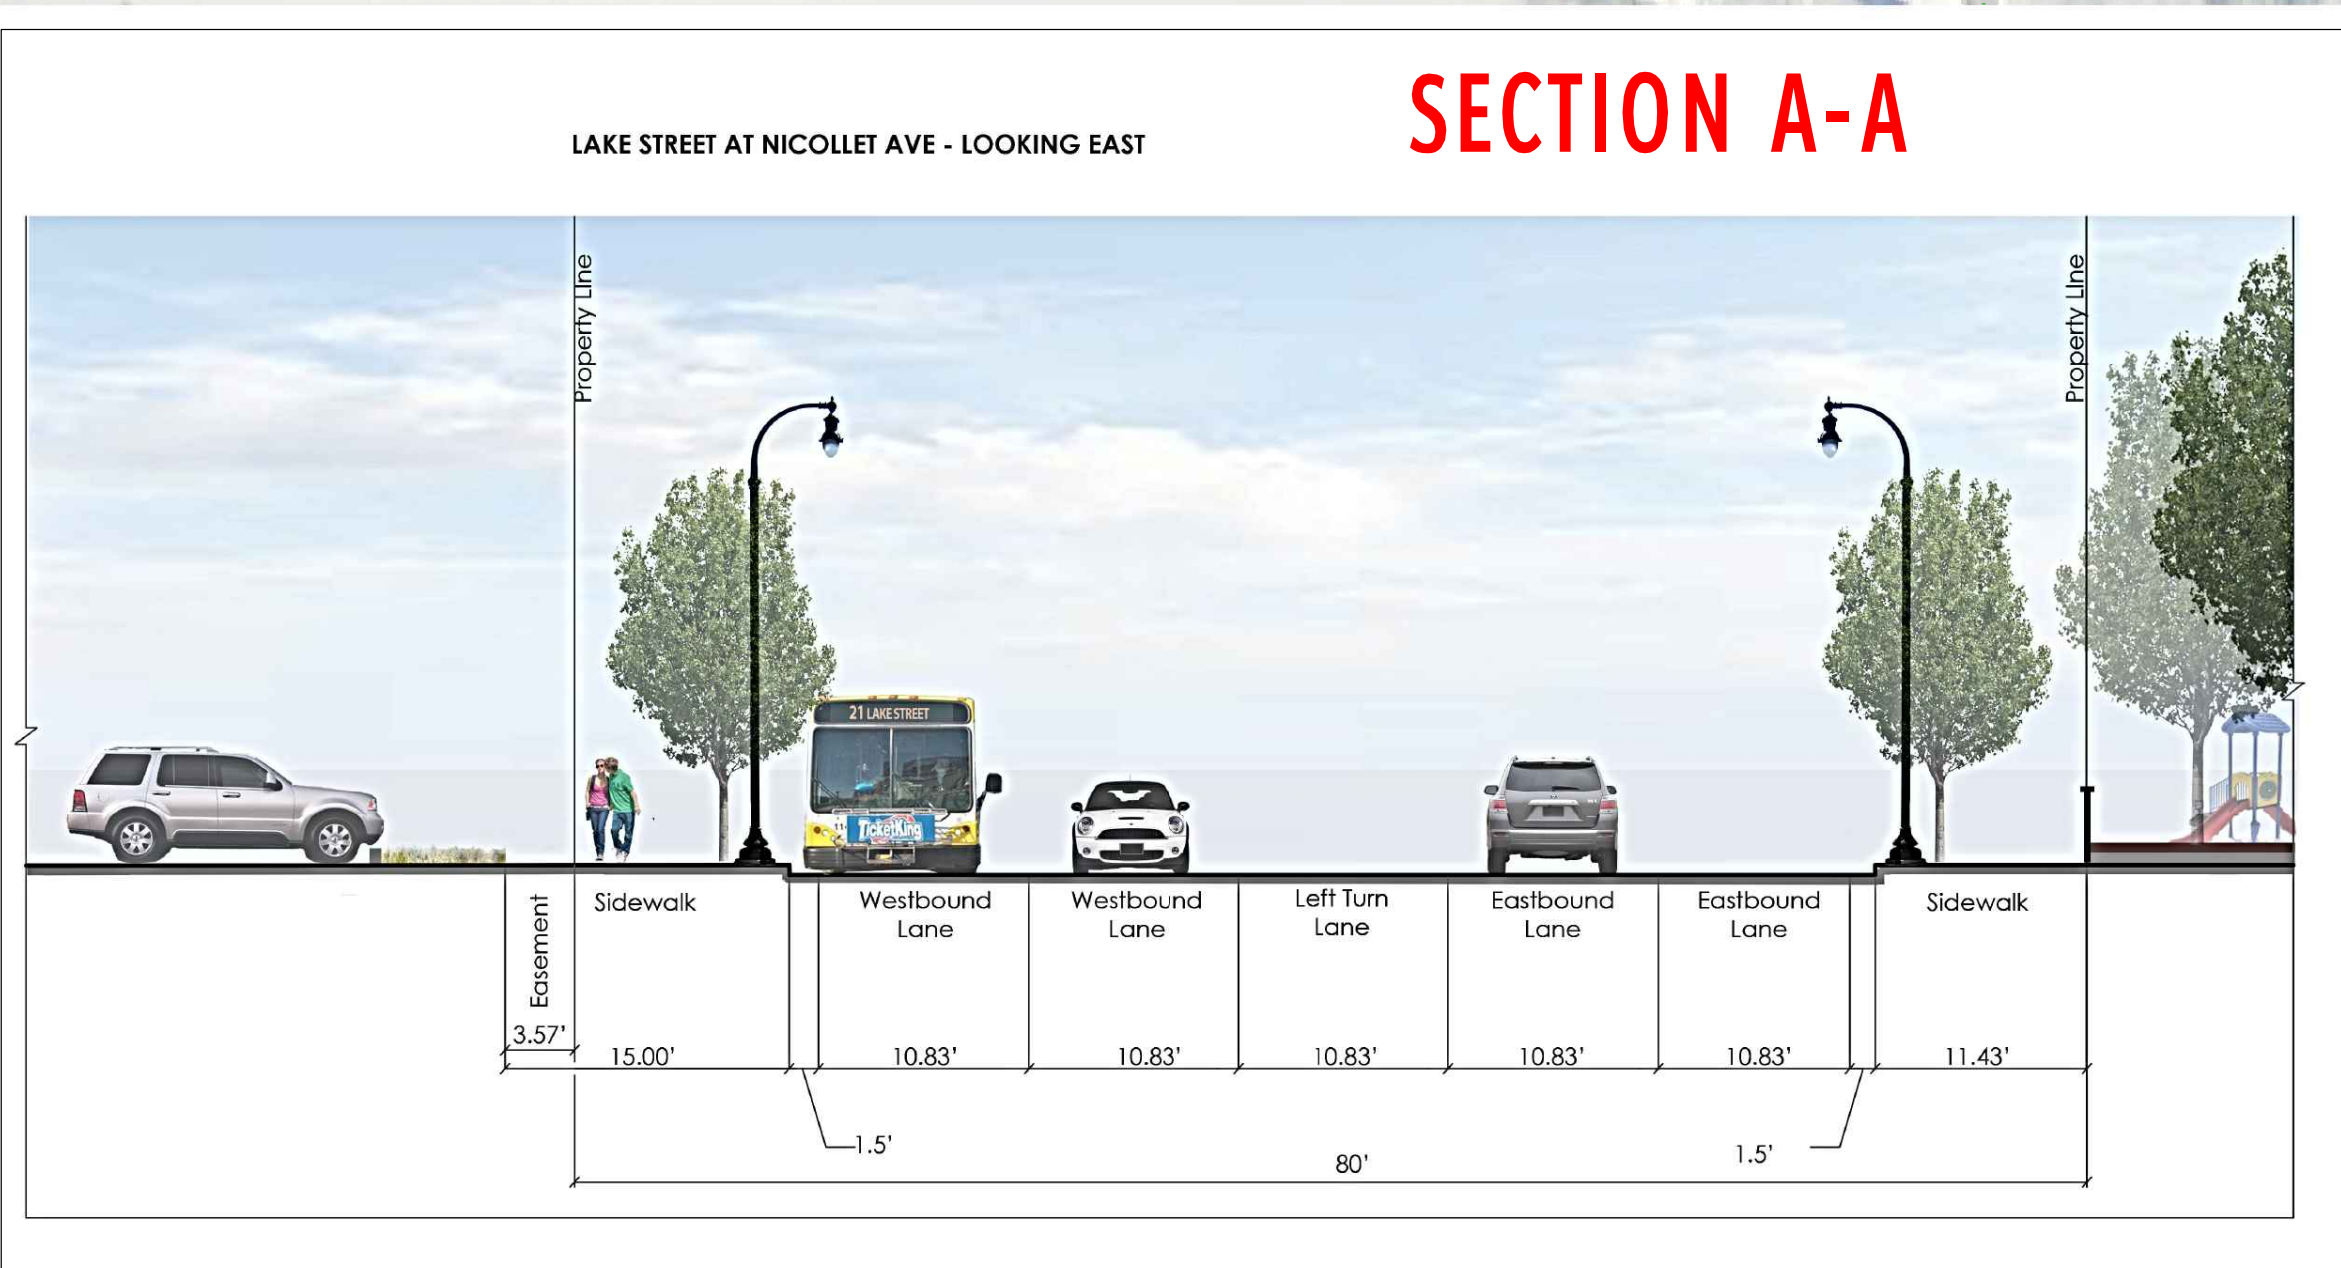 SECTION A-A
LAKE STREET AT NICOLLET AVE - LOOKING EAST
Property Line
Property Line
21 LAKE STREET
TicketKing
Easement
Sidewalk
Westbound
Lane
Westbound
Lane
Left Turn
Lane
Eastbound
Lane
Eastbound
Lane
Sidewalk
3.57'
15.00'
10.83'
10.83'
10.83'
10.83'
10.83'
11.43'
1.5'
1.5'
80'